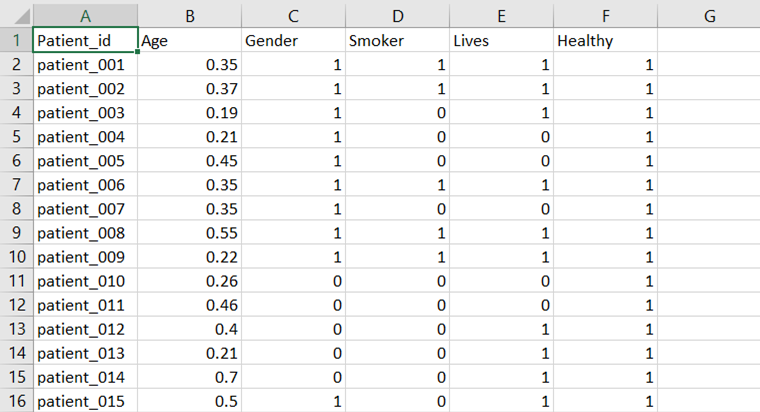 A B C D E F G
1 Patient_id Age Gender Smoker Lives Healthy
2 patient_001 0.35 1 1 1 1
3 patient_002 0.37 1 1 1 1
4 patient_003 0.19 1 0 1 1
5 patient_004 0.21 1 0 0 1
6 patient_005 0.45 1 0 0 1
7 patient_006 0.35 1 1 1 1
8 patient_007 0.35 1 0 0 1
9 patient_008 0.55 1 1 1 1
10 patient_009 0.22 1 1 1 1
11 patient_010 0.26 0 0 0 1
12 patient_011 0.46 0 0 0 1
13 patient_012 0.4 0 0 1 1
14 patient_013 0.21 0 0 1 1
15 patient_014 0.7 0 0 1 1
16 patient_015 0.5 1 0 1 1